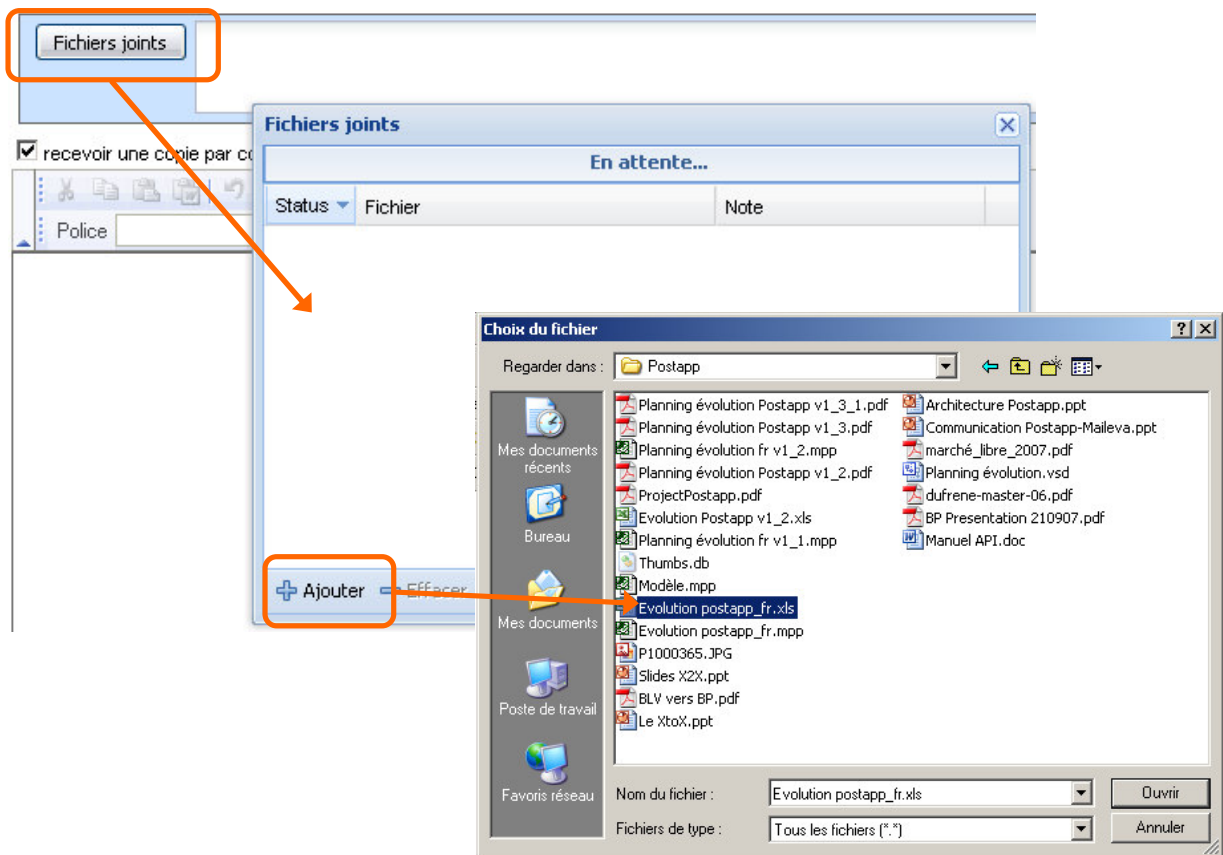 Fichiers joints
Fichiers joints
recevoir une copie par
En attente...
Status Fichier Note
Police
Ajouter Effacer
Choix du fichier
Regarder dans : Postapp
Mes documents récents
Bureau
Mes documents
Poste de travail
Favoris réseau
Planning évolution Postapp v1_3_1.pdf
Planning évolution Postapp v1_3.pdf
Planning évolution fr v1_2.mpp
Planning évolution Postapp v1_2.pdf
ProjectPostapp.pdf
Evolution Postapp v1_2.xls
Planning évolution fr v1_1.mpp
Thumbs.db
Modèle.mpp
Evolution postapp_fr.xls
Evolution postapp_fr.mpp
P1000365.JPG
Slides X2X.ppt
BLV vers BP.pdf
Le XtoX.ppt
Architecture Postapp.ppt
Communication Postapp-Maileva.ppt
marché_libre_2007.pdf
Planning évolution.vsd
dufrene-master-06.pdf
BP Presentation 210907.pdf
Manuel API.doc
Nom du fichier : Evolution postapp_fr.xls Ouvrir
Fichiers de type : Tous les fichiers (*.*) Annuler